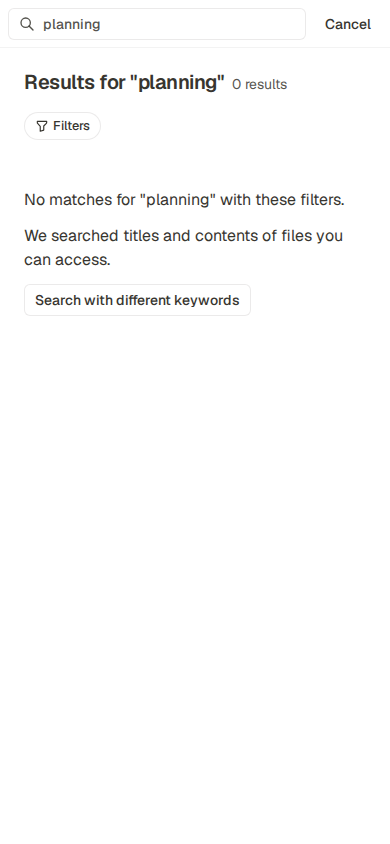 planning
Cancel
Results for "planning" 0 results
Filters
No matches for "planning" with these filters.
We searched titles and contents of files you
can access.
Search with different keywords